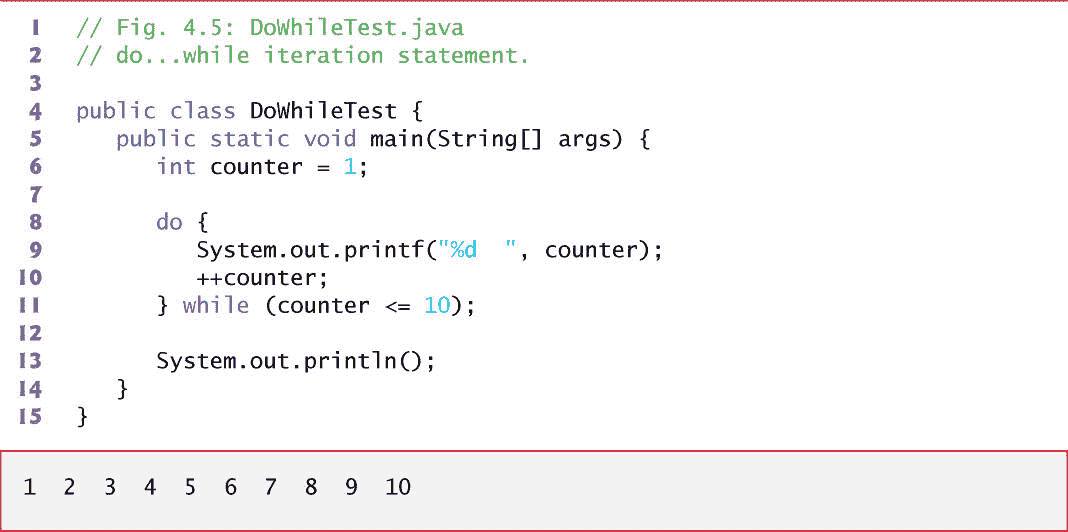 1 // Fig. 4.5: DoWhileTest.java
2 // do...while iteration statement.
3
4 public class DoWhileTest {
5    public static void main(String[] args) {
6       int counter = 1;
7
8       do {
9          System.out.printf("%d  ", counter);
10          ++counter;
11       } while (counter <= 10);
12
13       System.out.println();
14    }
15 }
1  2  3  4  5  6  7  8  9  10